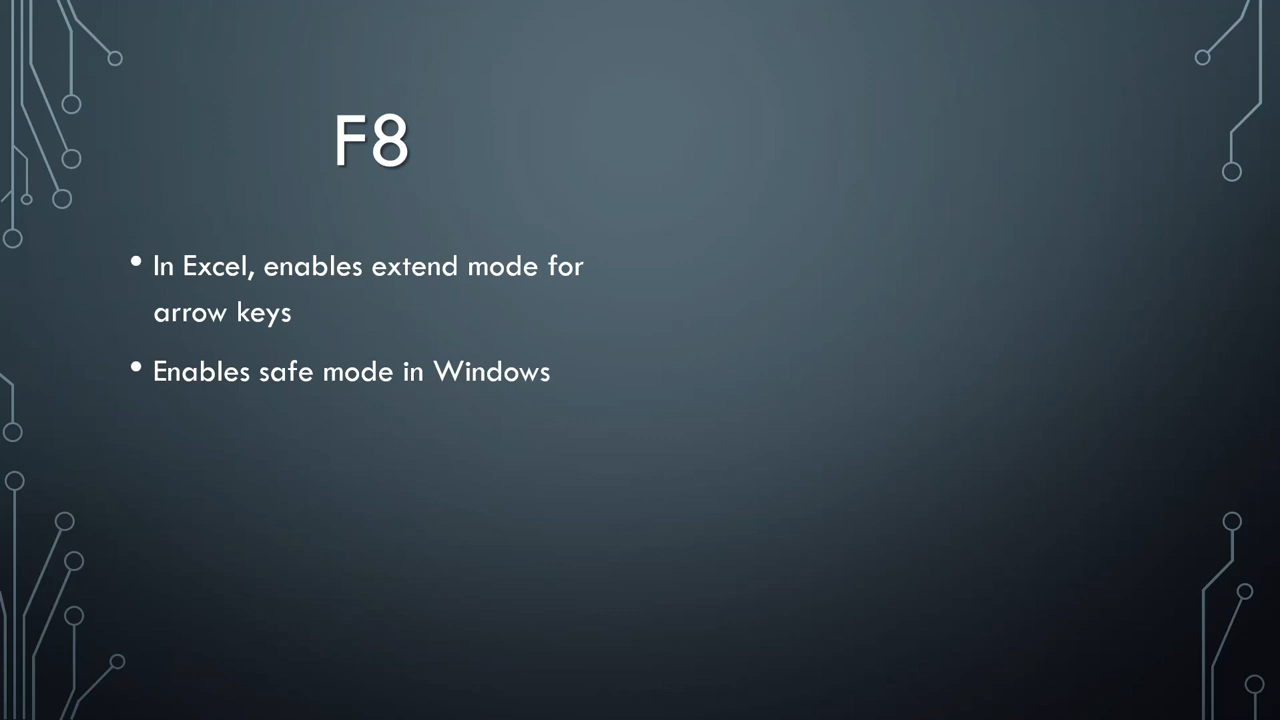 F8
• In Excel, enables extend mode for
arrow keys
• Enables safe mode in Windows